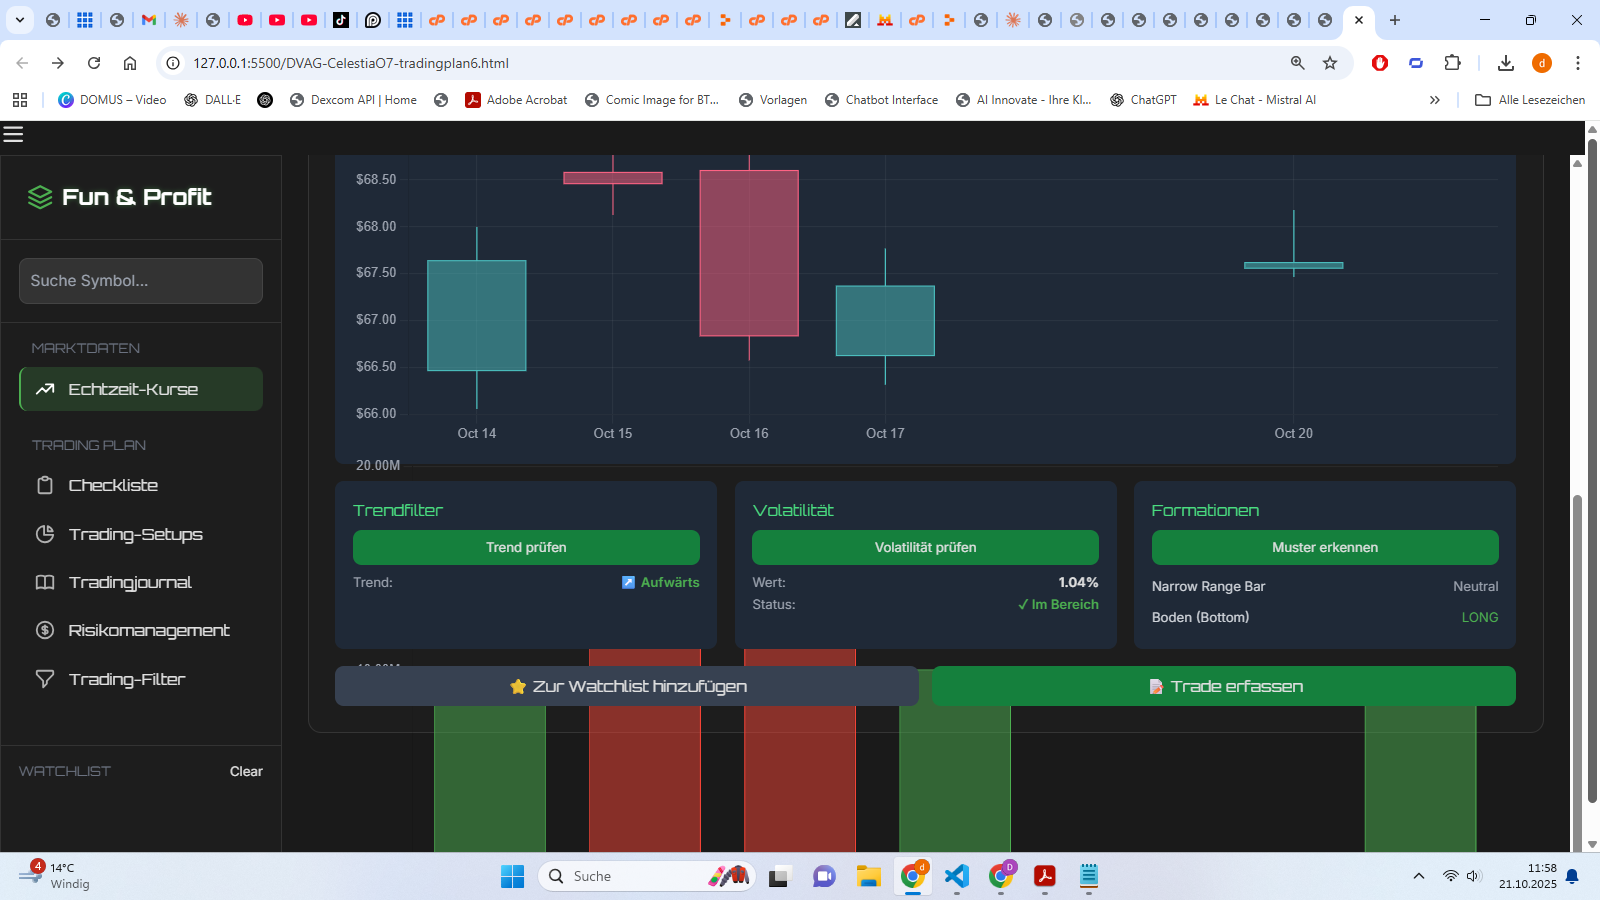 127.0.0.1:5500/DVAG-CelestiaO7-tradingplan6.html
d
DOMUS – Video
DALL·E
Dexcom API | Home
Adobe Acrobat
Comic Image for BT...
Vorlagen
Chatbot Interface
AI Innovate - Ihre KI...
ChatGPT
Le Chat - Mistral AI
Alle Lesezeichen
Fun & Profit
Suche Symbol...
MARKTDATEN
Echtzeit-Kurse
TRADING PLAN
Checkliste
Trading-Setups
Tradingjournal
Risikomanagement
Trading-Filter
WATCHLIST
Clear
$68.50
$68.00
$67.50
$67.00
$66.50
$66.00
Oct 14
Oct 15
Oct 16
Oct 17
Oct 20
20.00M
Trendfilter
Trend prüfen
Trend:
Aufwärts
Volatilität
Volatilität prüfen
Wert:
1.04%
Status:
✓ Im Bereich
Formationen
Muster erkennen
Narrow Range Bar
Neutral
Boden (Bottom)
LONG
Zur Watchlist hinzufügen
Trade erfassen
4
14°C
Windig
Suche
d
D
11:58
21.10.2025